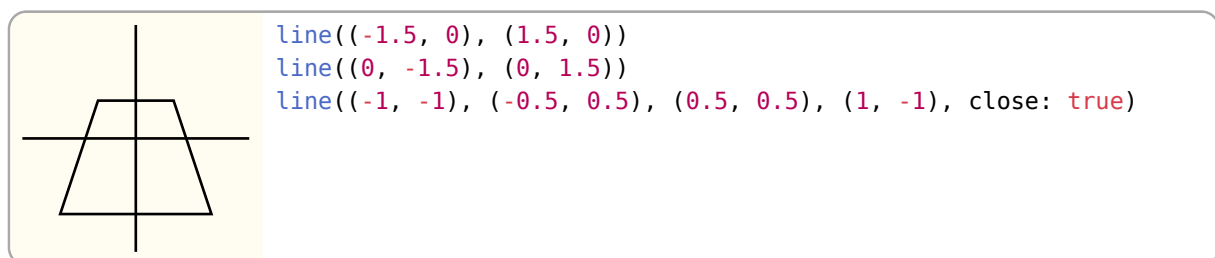 line((-1.5, 0), (1.5, 0))
line((0, -1.5), (0, 1.5))
line((-1, -1), (-0.5, 0.5), (0.5, 0.5), (1, -1), close: true)